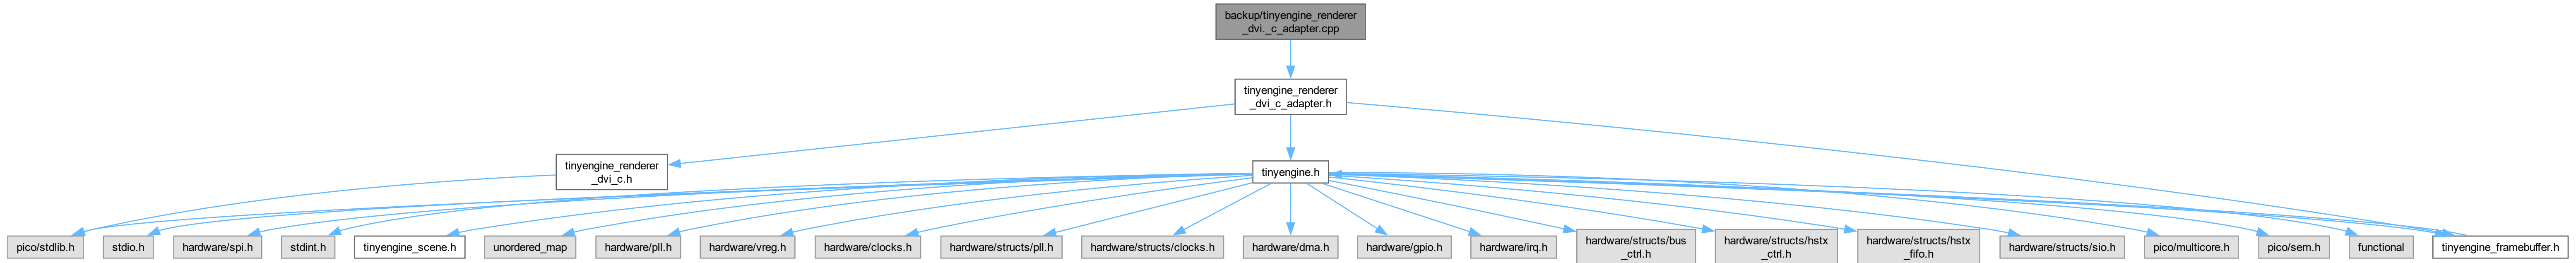 backup/tinyengine_renderer
_dvi._c_adapter.cpp
tinyengine_renderer
_dvi_c_adapter.h
tinyengine_renderer
_dvi_c.h
tinyengine.h
pico/stdlib.h
stdio.h
hardware/spi.h
stdint.h
tinyengine_scene.h
unordered_map
hardware/pll.h
hardware/vreg.h
hardware/clocks.h
hardware/structs/pll.h
hardware/structs/clocks.h
hardware/dma.h
hardware/gpio.h
hardware/irq.h
hardware/structs/bus
_ctrl.h
hardware/structs/hstx
_ctrl.h
hardware/structs/hstx
_fifo.h
hardware/structs/sio.h
pico/multicore.h
pico/sem.h
functional
tinyengine_framebuffer.h